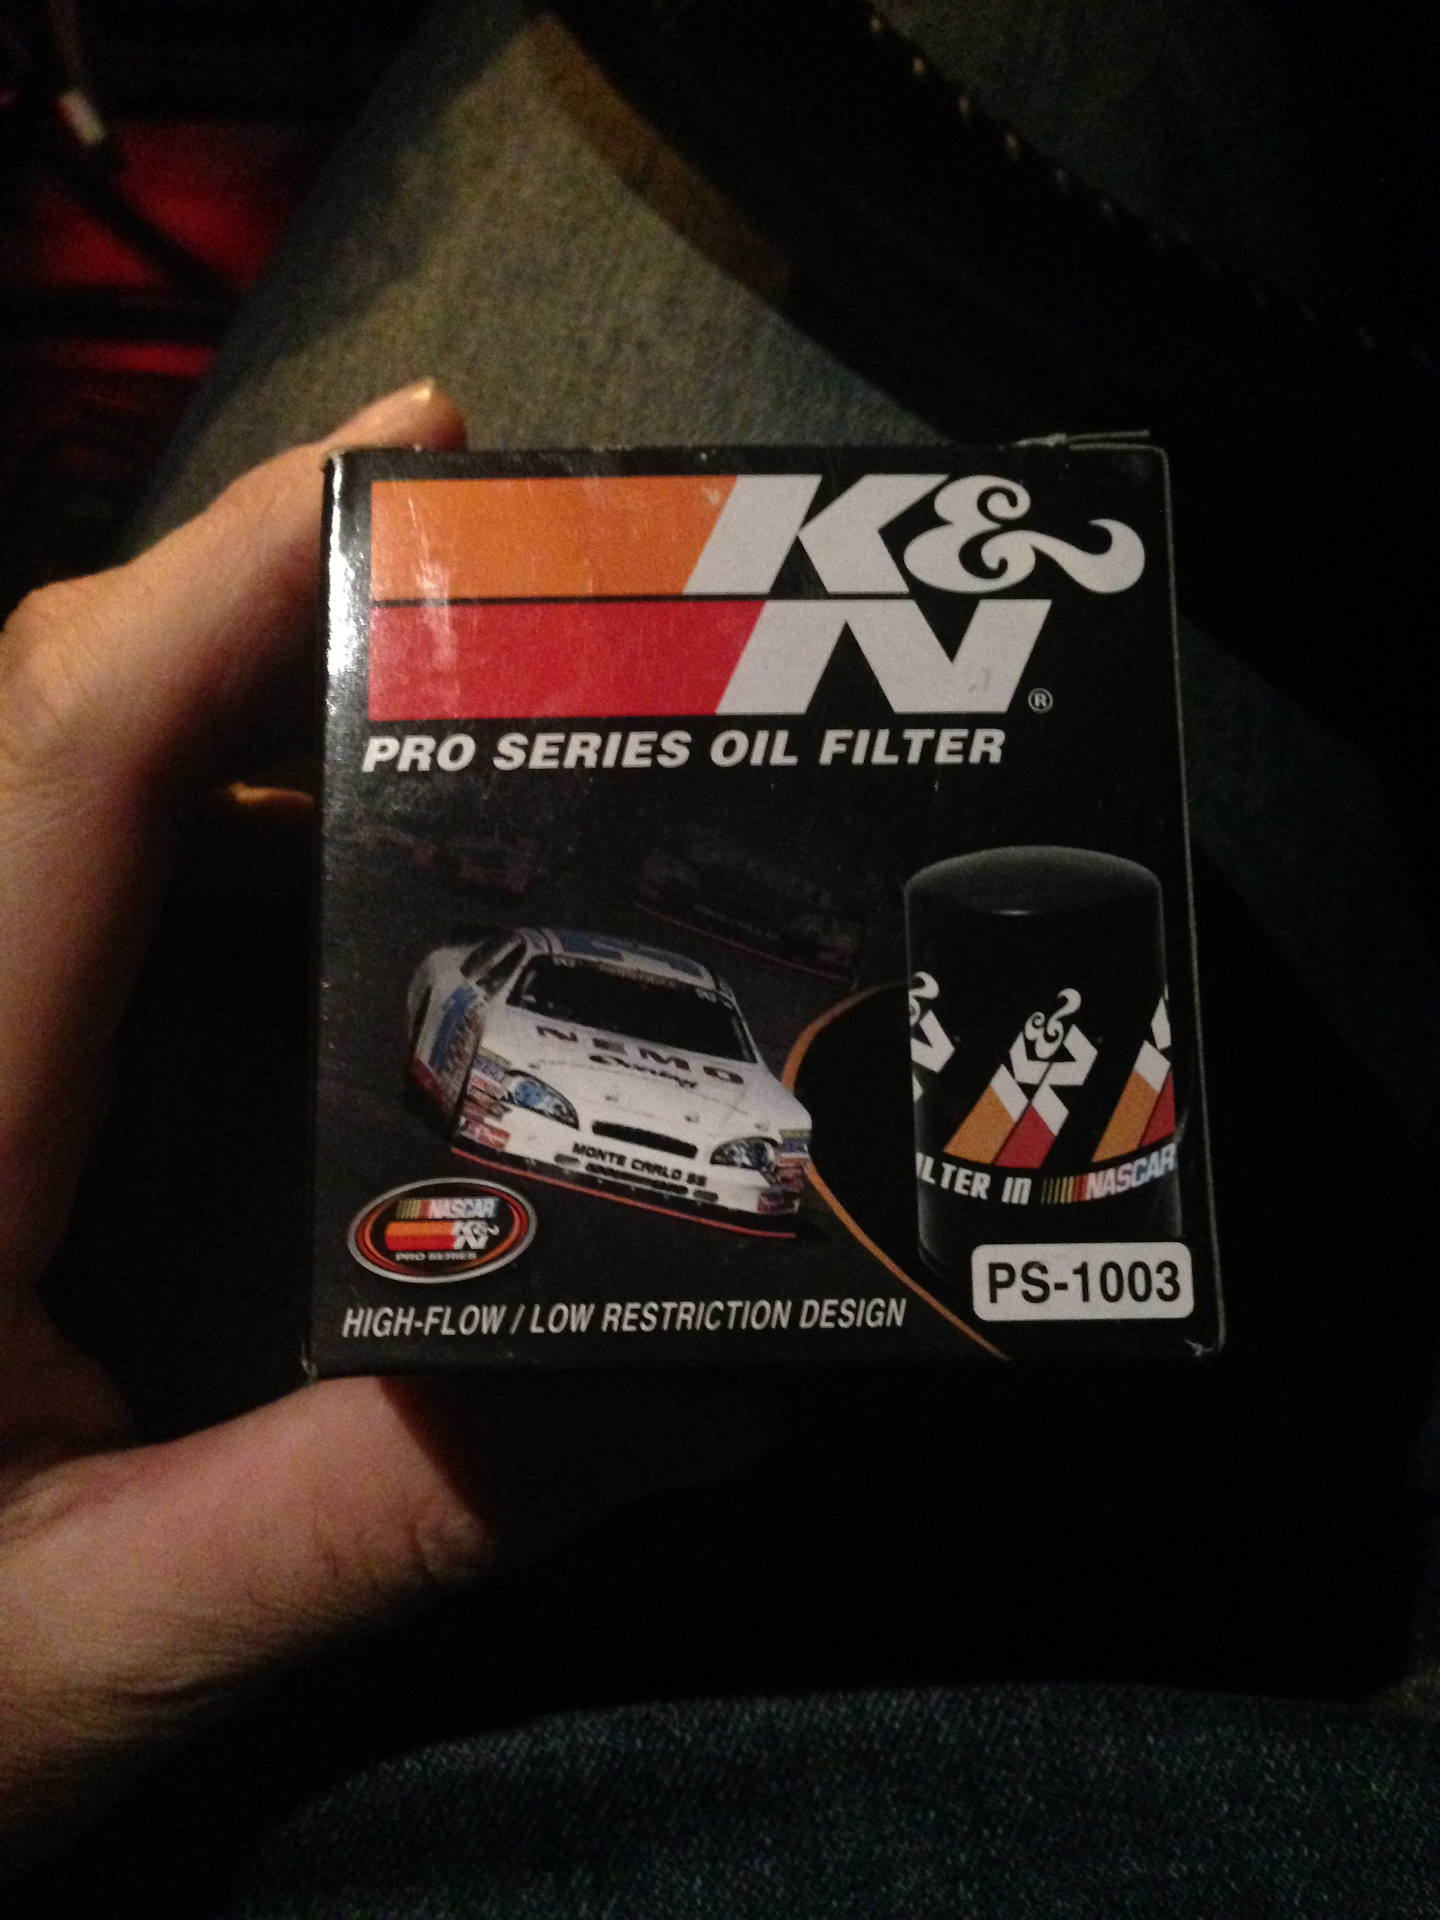 K&
N®
PRO SERIES OIL FILTER
NEMO
MONTE CARLO SS
K&N
LTER IN NASCAR
NASCAR
K&N
PRO SERIES
PS-1003
HIGH-FLOW / LOW RESTRICTION DESIGN